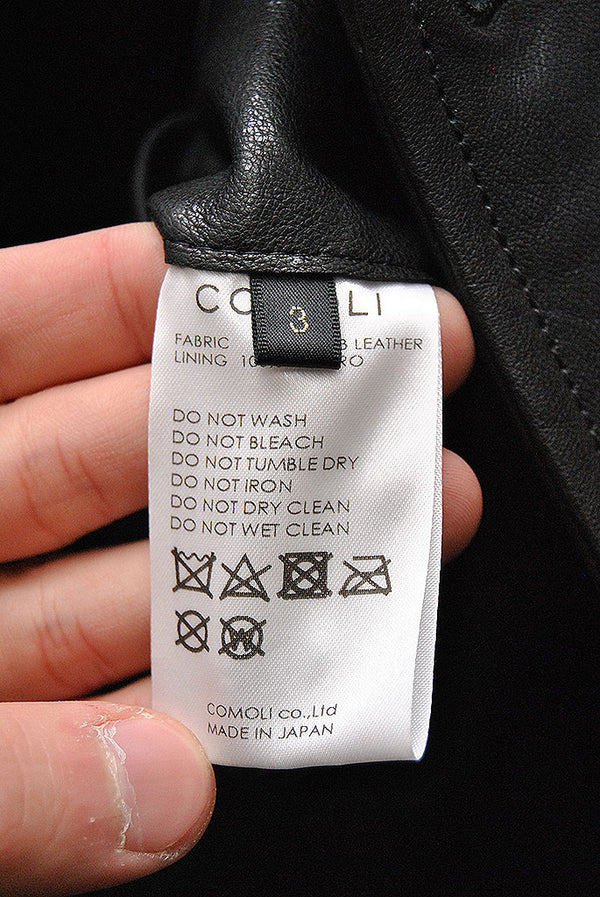 3
FABRIC LEATHER
LINING
DO NOT WASH
DO NOT BLEACH
DO NOT TUMBLE DRY
DO NOT IRON
DO NOT DRY CLEAN
DO NOT WET CLEAN
W
COMOLI co.,Ltd
MADE IN JAPAN